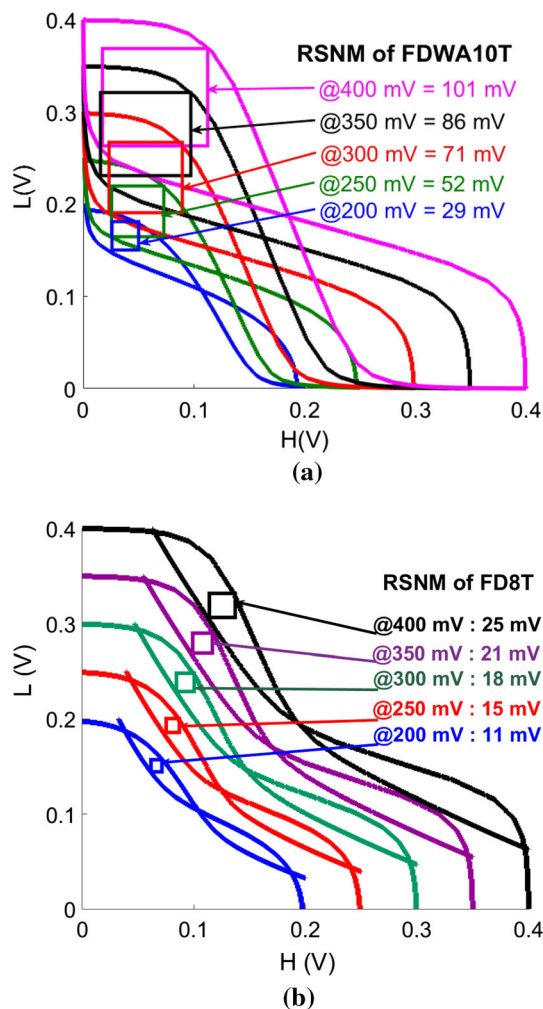 RSNM of FDWA10T
@400 mV = 101 mV
@350 mV = 86 mV
@300 mV = 71 mV
@250 mV = 52 mV
@200 mV = 29 mV
L(V)
0.4
0.3
0.2
0.1
0
0 0.1 0.2 0.3 0.4
H(V)
(a)
RSNM of FD8T
@400 mV : 25 mV
@350 mV : 21 mV
@300 mV : 18 mV
@250 mV : 15 mV
@200 mV : 11 mV
L (V)
0.4
0.3
0.2
0.1
0
0 0.1 0.2 0.3 0.4
H (V)
(b)